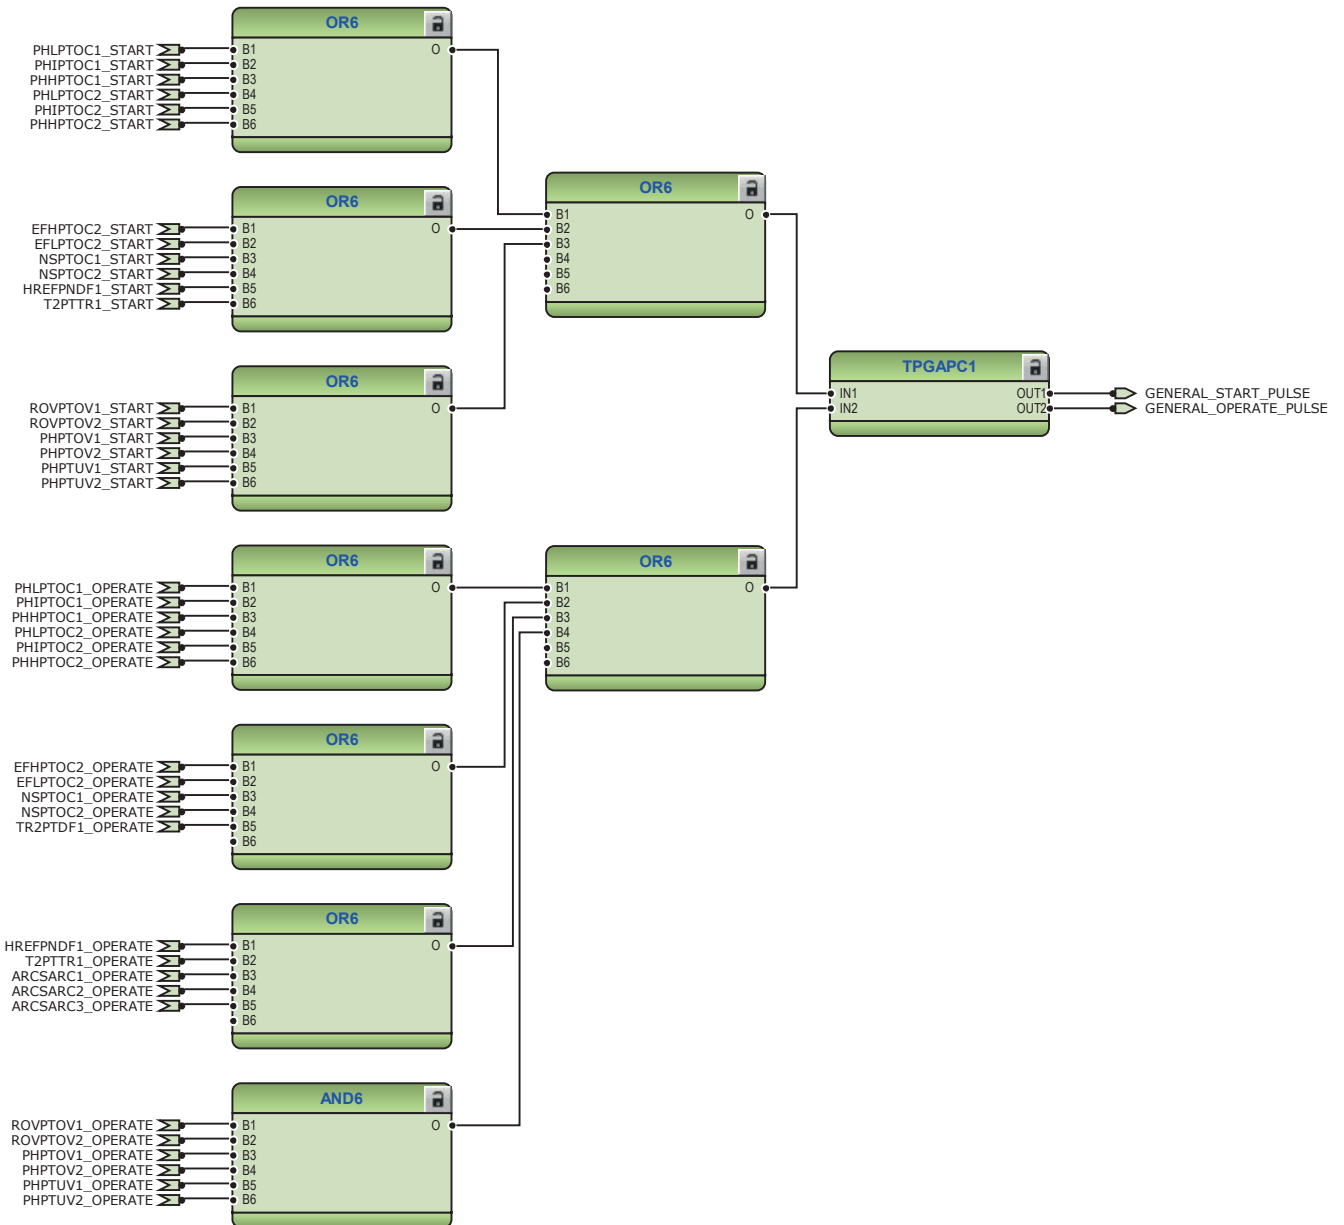 OR6
PHLPTOC1_START B1 O
PHIPTOC1_START B2
PHHPTOC1_START B3
PHLPTOC2_START B4
PHIPTOC2_START B5
PHHPTOC2_START B6
OR6
EFHPTOC2_START B1 O
EFLPTOC2_START B2
NSPTOC1_START B3
NSPTOC2_START B4
HREFPNDF1_START B5
T2PTTR1_START B6
OR6
ROVPTOV1_START B1 O
ROVPTOV2_START B2
PHPTOV1_START B3
PHPTOV2_START B4
PHPTUV1_START B5
PHPTUV2_START B6
OR6
B1 O
B2
B3
B4
B5
B6
TPGAPC1
IN1 OUT1 GENERAL_START_PULSE
IN2 OUT2 GENERAL_OPERATE_PULSE
OR6
PHLPTOC1_OPERATE B1 O
PHIPTOC1_OPERATE B2
PHHPTOC1_OPERATE B3
PHLPTOC2_OPERATE B4
PHIPTOC2_OPERATE B5
PHHPTOC2_OPERATE B6
OR6
B1 O
B2
B3
B4
B5
B6
OR6
EFHPTOC2_OPERATE B1 O
EFLPTOC2_OPERATE B2
NSPTOC1_OPERATE B3
NSPTOC2_OPERATE B4
TR2PTDF1_OPERATE B5
B6
OR6
HREFPNDF1_OPERATE B1 O
T2PTTR1_OPERATE B2
ARCSARC1_OPERATE B3
ARCSARC2_OPERATE B4
ARCSARC3_OPERATE B5
B6
AND6
ROVPTOV1_OPERATE B1 O
ROVPTOV2_OPERATE B2
PHPTOV1_OPERATE B3
PHPTOV2_OPERATE B4
PHPTUV1_OPERATE B5
PHPTUV2_OPERATE B6